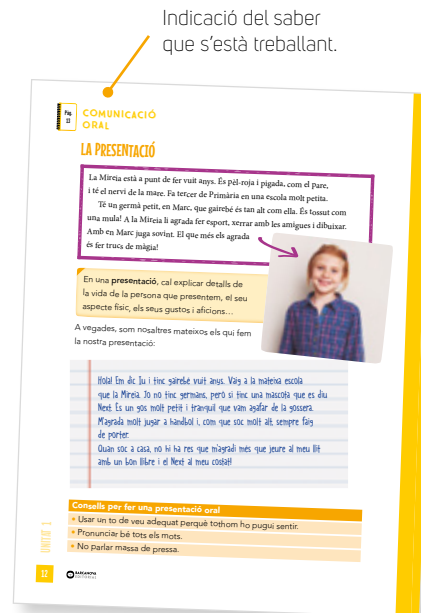 Indicació del saber
que s'està treballant.
Pàg.
12
COMUNICACIÓ
ORAL
LA PRESENTACIÓ
La Mireia està a punt de fer vuit anys. És pèl-roja i pigada, com el pare,
i té el nervi de la mare. Fa tercer de Primària en una escola molt petita.
Té un germà petit, en Marc, que gairebé és tan alt com ella. És tossut com
una mula! A la Mireia li agrada fer esport, xerrar amb les amigues i dibuixar.
Amb en Marc juga sovint. El que més els agrada
és fer trucs de màgia!
En una presentació, cal explicar detalls de
la vida de la persona que presentem, el seu
aspecte físic, els seus gustos i aficions...
A vegades, som nosaltres mateixos els qui fem
la nostra presentació:
Hola! Em dic Ju i tinc gairebé vuit anys. Vaig a la mateixa escola
que la Mireia. Jo no tinc germans, però sí tinc una mascota que es diu
Next. És un gos molt petit i tranquil que vam agafar de la gossera.
M'agrada molt jugar a handbol i, com que soc molt alt, sempre faig
de porter.
Quan soc a casa, no hi ha res que m'agradi més que jeure al meu llit
amb un bon llibre i el Next al meu costat!
Consells per fer una presentació oral
• Usar un to de veu adequat perquè tothom ho pugui sentir.
• Pronunciar bé tots els mots.
• No parlar massa de pressa.
UNITAT 1
12
BARCANOVA
EDITORIAL